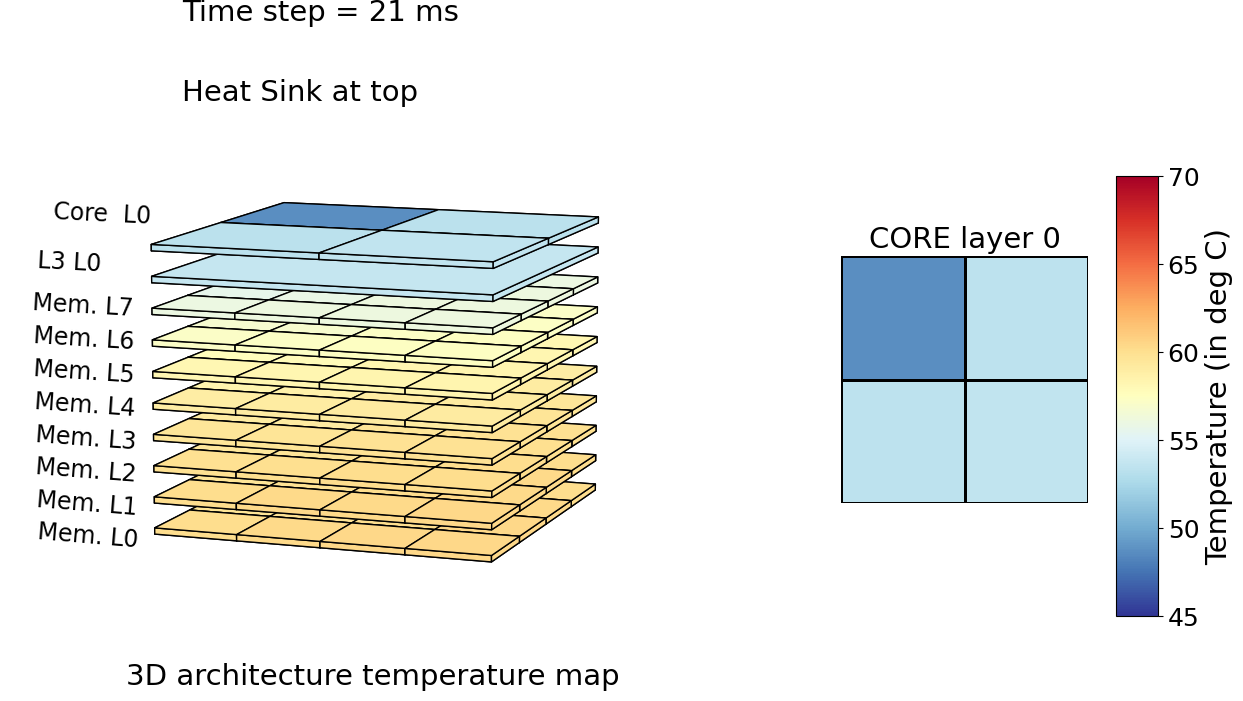 Time step = 21 ms
Heat Sink at top
Core L0
L3 L0
Mem. L7
Mem. L6
Mem. L5
Mem. L4
Mem. L3
Mem. L2
Mem. L1
Mem. L0
3D architecture temperature map
CORE layer 0
70
65
60
55
50
45
Temperature (in deg C)